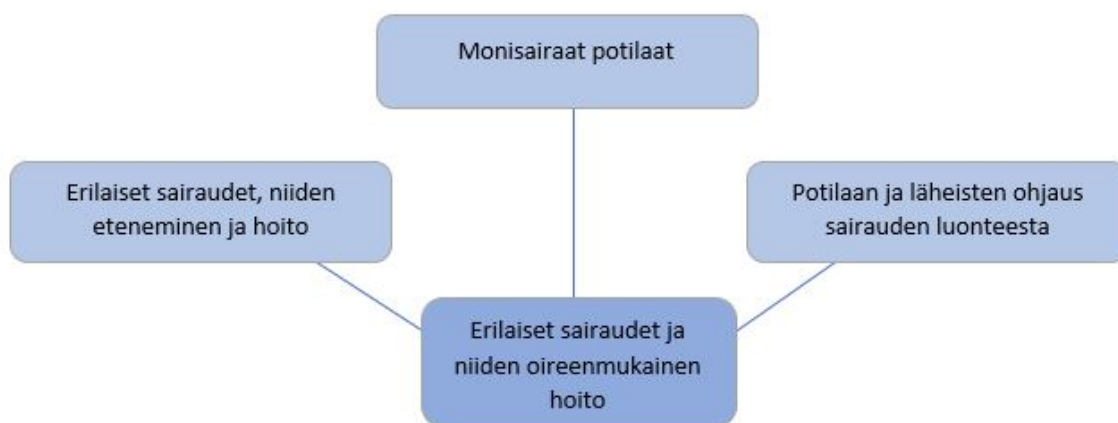 Monisairaat potilaat
Erilaiset sairaudet, niiden
eteneminen ja hoito
Potilaan ja läheisten ohjaus
sairauden luonteesta
Erilaiset sairaudet ja
niiden oireenmukainen
hoito